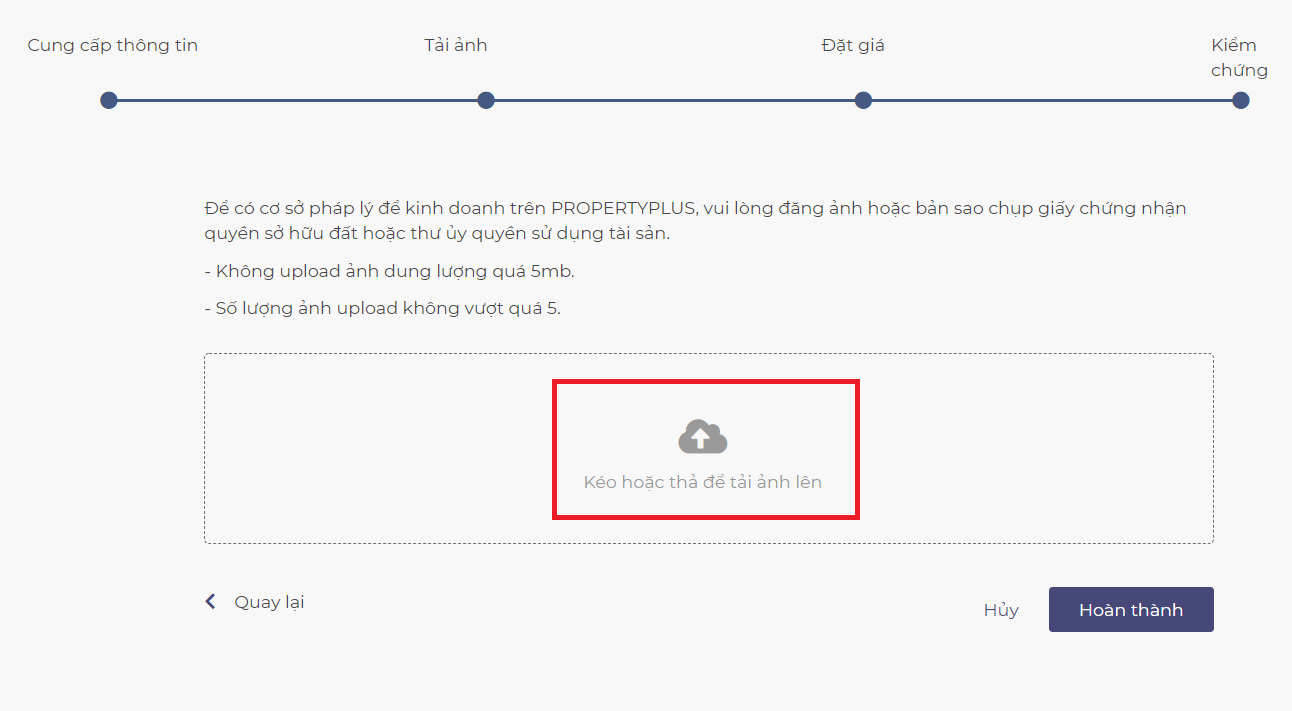 Cung cấp thông tin
Tải ảnh
Đặt giá
Kiểm
chứng
Để có cơ sở pháp lý để kinh doanh trên PROPERTYPLUS, vui lòng đăng ảnh hoặc bản sao chụp giấy chứng nhận
quyền sở hữu đất hoặc thư ủy quyền sử dụng tài sản.
- Không upload ảnh dung lượng quá 5mb.
- Số lượng ảnh upload không vượt quá 5.
Kéo hoặc thả để tải ảnh lên
Quay lại
Hủy
Hoàn thành